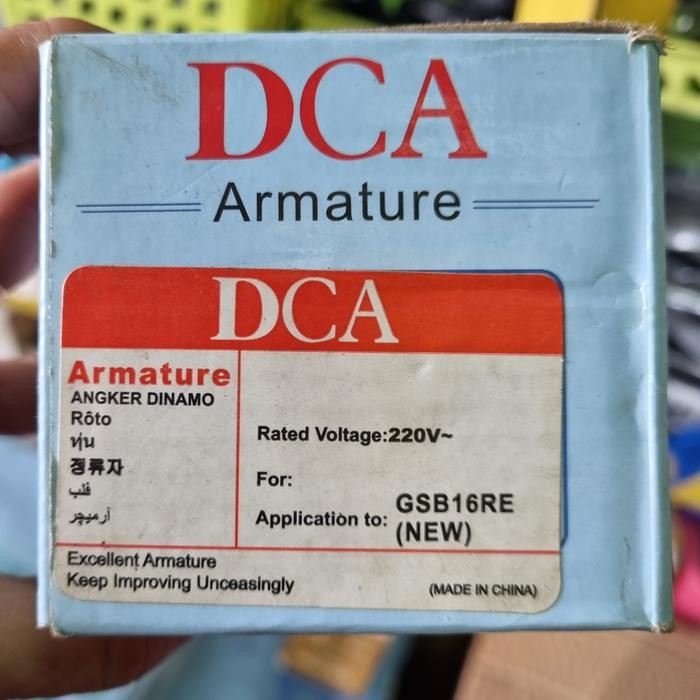 DCA
Armature
DCA
Armature
ANGKER DINAMO
Rôto
ทุ่น
정류자
قلب
آرمیچر
Rated Voltage:220V~
For:
Application to: GSB16RE
(NEW)
Excellent Armature
Keep Improving Unceasingly
(MADE IN CHINA)